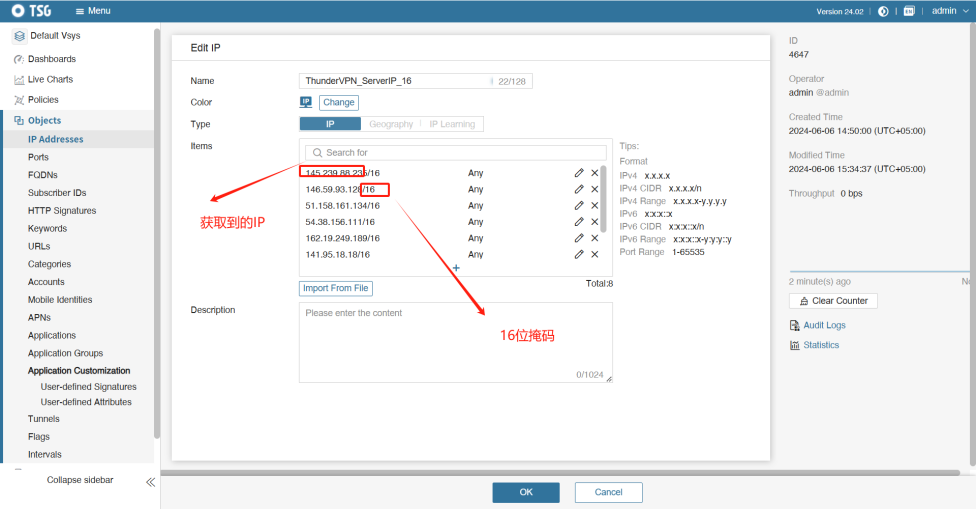 TSG
Menu
Version 24.02
admin
Default Vsys
Dashboards
Live Charts
Policies
Objects
IP Addresses
Ports
FQDNs
Subscriber IDs
HTTP Signatures
Keywords
URLs
Categories
Accounts
Mobile Identities
APNs
Applications
Application Groups
Application Customization
User-defined Signatures
User-defined Attributes
Tunnels
Flags
Intervals
Collapse sidebar
Edit IP
Name
ThunderVPN_ServerIP_16
22/128
Color
IP
Change
Type
IP
Geography
IP Learning
Items
Search for
145.239.88.235/16 Any
146.59.93.128/16 Any
51.158.161.134/16 Any
54.38.156.111/16 Any
162.19.249.189/16 Any
141.95.18.18/16 Any
Import From File
Total:8
获取到的IP
16位掩码
Description
Please enter the content
0/1024
Tips:
Format
IPv4 x.x.x.x
IPv4 CIDR x.x.x.x/n
IPv4 Range x.x.x.x-y.y.y.y
IPv6 x:x:x::x
IPv6 CIDR x:x:x::x/n
IPv6 Range x:x:x::x-y:y:y::y
Port Range 1-65535
OK
Cancel
ID
4647
Operator
admin @admin
Created Time
2024-06-06 14:50:00 (UTC+05:00)
Modified Time
2024-06-06 15:34:37 (UTC+05:00)
Throughput 0 bps
2 minute(s) ago
Clear Counter
Audit Logs
Statistics